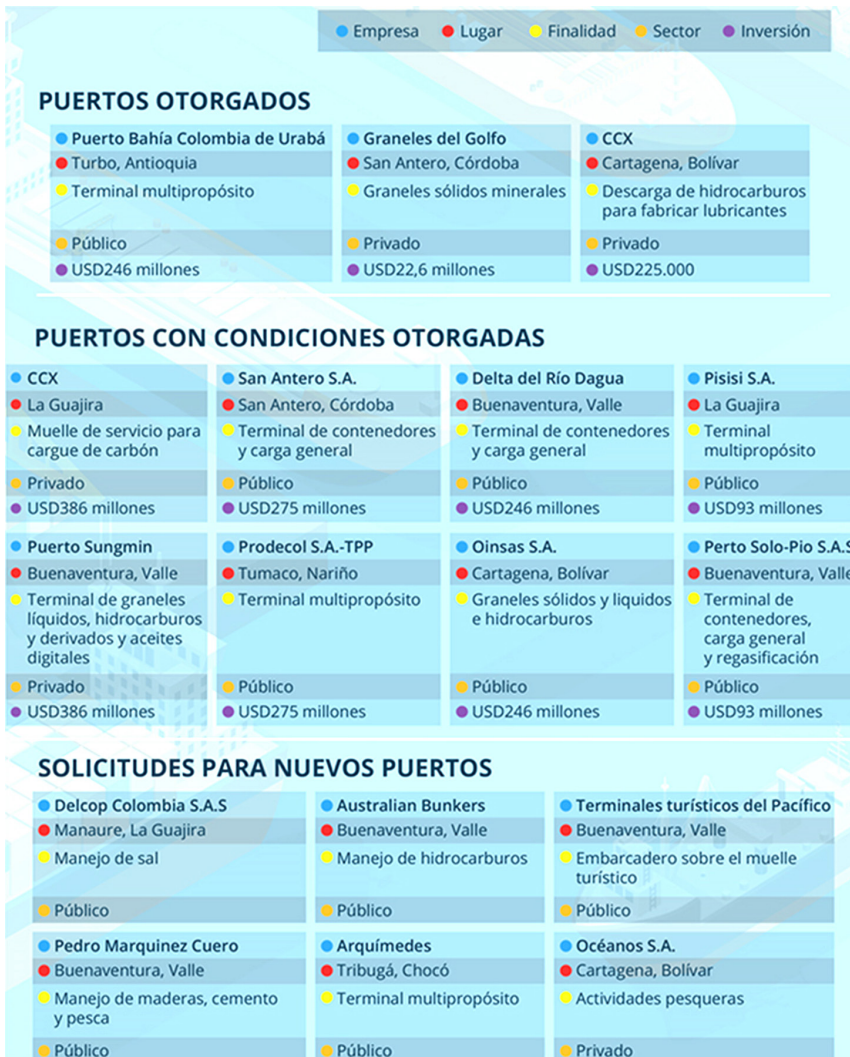 Empresa Lugar Finalidad Sector Inversión
PUERTOS OTORGADOS
Puerto Bahía Colombia de Urabá
Turbo, Antioquia
Terminal multipropósito
Público
USD246 millones
Graneles del Golfo
San Antero, Córdoba
Graneles sólidos minerales
Privado
USD22,6 millones
CCX
Cartagena, Bolívar
Descarga de hidrocarburos
para fabricar lubricantes
Privado
USD225.000
PUERTOS CON CONDICIONES OTORGADAS
CCX
La Guajira
Muelle de servicio para
cargue de carbón
Privado
USD386 millones
San Antero S.A.
San Antero, Córdoba
Terminal de contenedores
y carga general
Público
USD275 millones
Delta del Río Dagua
Buenaventura, Valle
Terminal de contenedores
y carga general
Público
USD246 millones
Pisisi S.A.
La Guajira
Terminal
multipropósito
Público
USD93 millones
Puerto Sungmin
Buenaventura, Valle
Terminal de graneles
líquidos, hidrocarburos
y derivados y aceites
digitales
Privado
USD386 millones
Prodecol S.A.-TPP
Tumaco, Nariño
Terminal multipropósito
Público
USD275 millones
Oinsas S.A.
Cartagena, Bolívar
Graneles sólidos y liquidos
e hidrocarburos
Público
USD246 millones
Perto Solo-Pio S.A.S
Buenaventura, Valle
Terminal de
contenedores,
carga general
y regasificación
Público
USD93 millones
SOLICITUDES PARA NUEVOS PUERTOS
Delcop Colombia S.A.S
Manaure, La Guajira
Manejo de sal
Público
Australian Bunkers
Buenaventura, Valle
Manejo de hidrocarburos
Público
Terminales turísticos del Pacífico
Buenaventura, Valle
Embarcadero sobre el muelle
turístico
Público
Pedro Marquinez Cuero
Buenaventura, Valle
Manejo de maderas, cemento
y pesca
Público
Arquímedes
Tribugá, Chocó
Terminal multipropósito
Público
Océanos S.A.
Cartagena, Bolívar
Actividades pesqueras
Privado